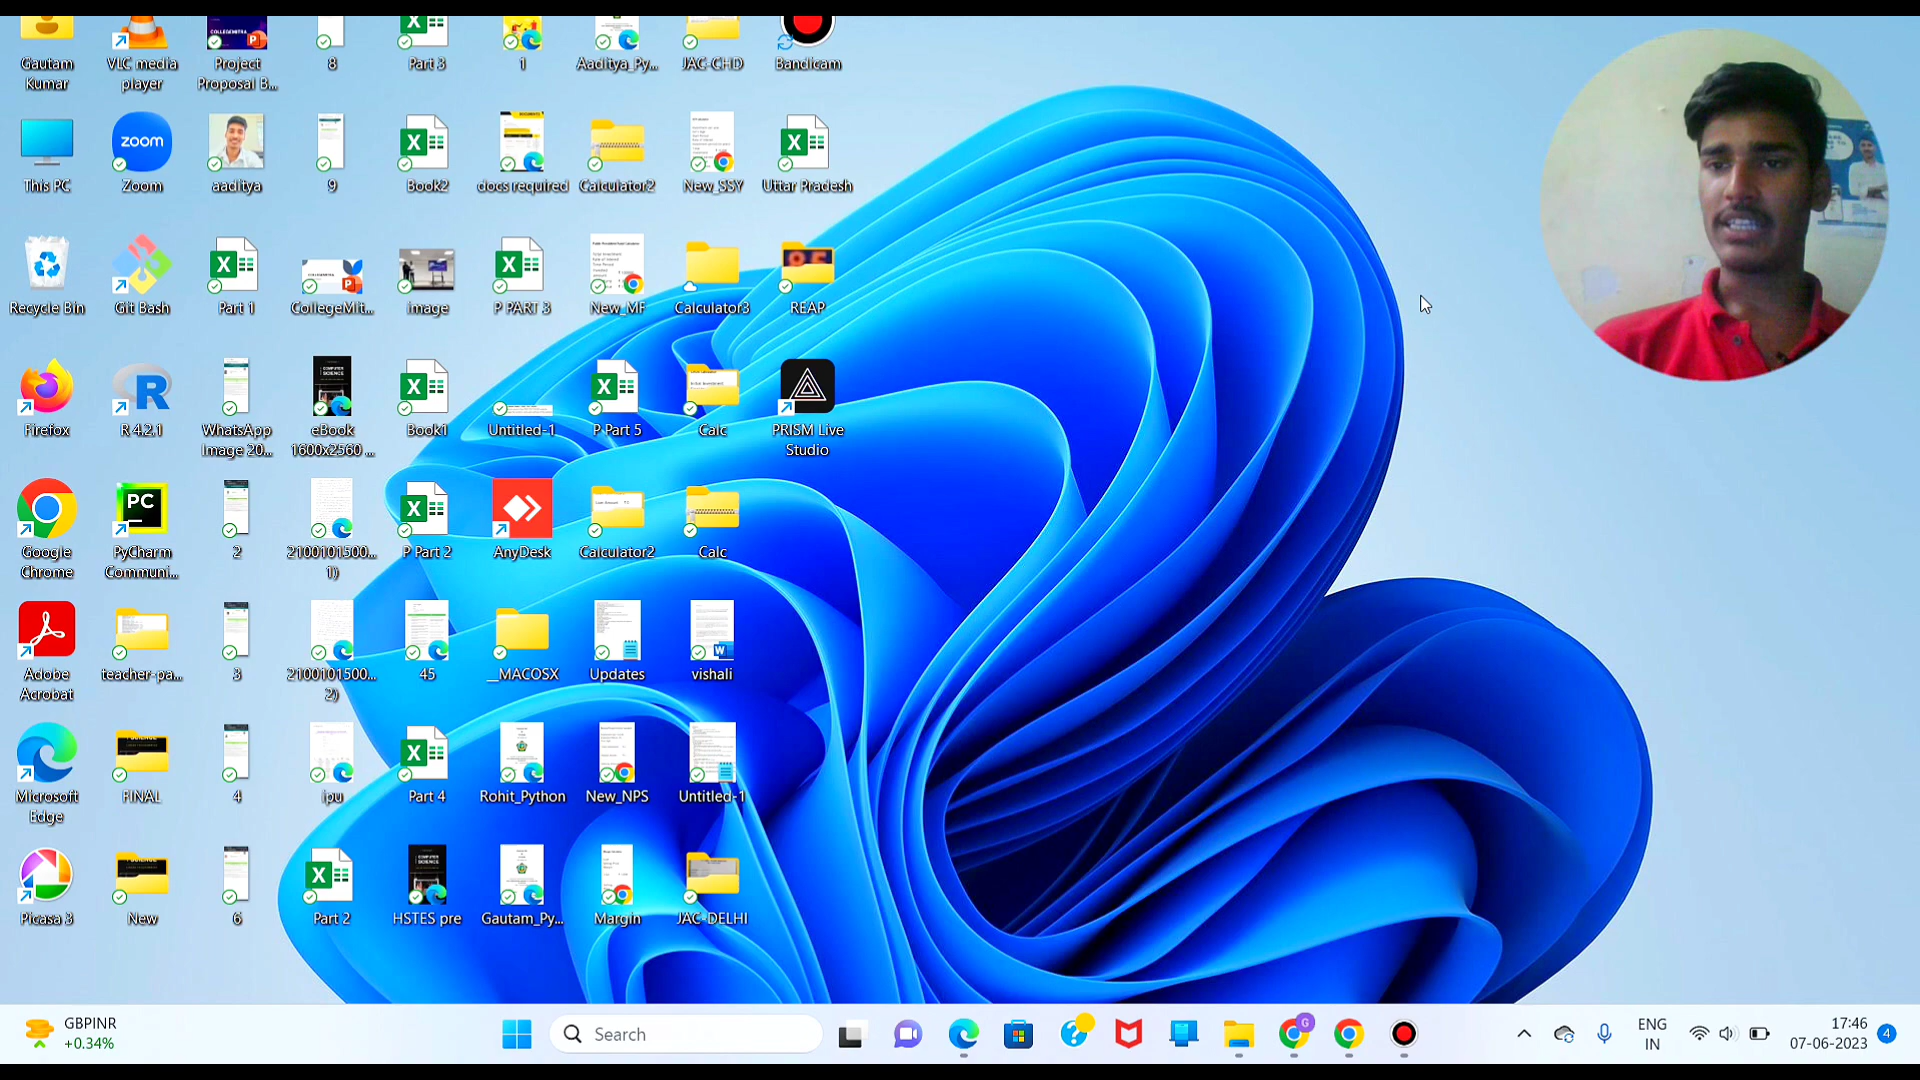 Gautam
Kumar
VLC media
player
Project
Proposal B...
8
Part 3
1
Aaditya_Py...
JAC-CHD
Bandicam
This PC
zoom
Zoom
aaditya
9
Book2
docs required
Calculator2
New_SSY
Uttar Pradesh
Recycle Bin
Git Bash
Part 1
CollegeMit...
image
P PART 3
New_MF
Calculator3
REAP
Firefox
R 4.2.1
WhatsApp
Image 20...
eBook
1600x2560 ...
Book1
Untitled-1
P Part 5
Calc
PRISM Live
Studio
Google
Chrome
PC
PyCharm
Communi...
2
2100101500...
1)
P Part 2
AnyDesk
Calculator2
Calc
Adobe
Acrobat
teacher-pa...
3
2100101500...
2)
45
__MACOSX
Updates
vishali
Microsoft
Edge
FINAL
4
ipu
Part 4
Rohit_Python
New_NPS
Untitled-1
Picasa 3
New
6
Part 2
HSTES pre
Gautam_Py...
Margin
JAC-DELHI
GBPINR
+0.34%
Search
ENG
IN
17:46
07-06-2023
4